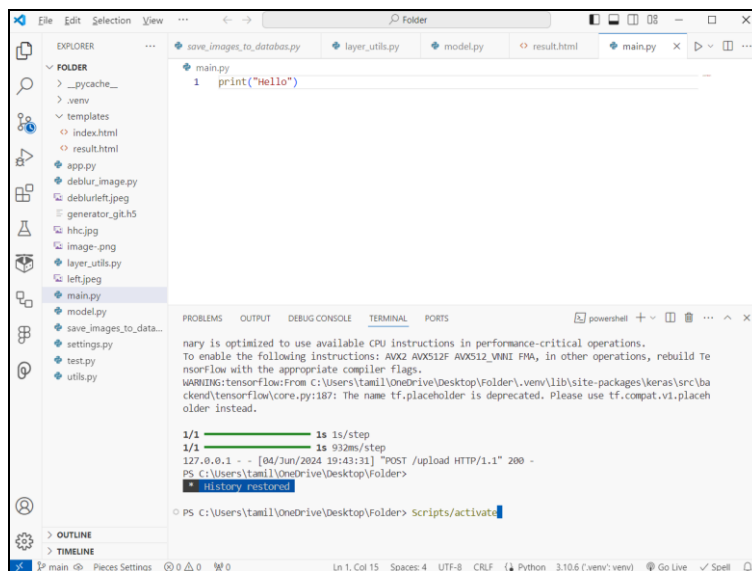 File Edit Selection View ··· Folder
EXPLORER ···
FOLDER
__pycache__
.venv
templates
index.html
result.html
app.py
deblur_image.py
deblurleft.jpeg
generator_git.h5
hhc.jpg
image-.png
layer_utils.py
left.jpeg
main.py
model.py
save_images_to_data...
settings.py
test.py
utils.py
OUTLINE
TIMELINE
save_images_to_databas.py layer_utils.py model.py result.html main.py
main.py
1 print("Hello")
PROBLEMS OUTPUT DEBUG CONSOLE TERMINAL PORTS powershell
nary is optimized to use available CPU instructions in performance-critical operations.
To enable the following instructions: AVX2 AVX512F AVX512_VNNI FMA, in other operations, rebuild Te
nsorFlow with the appropriate compiler flags.
WARNING:tensorflow:From C:\Users\tamil\OneDrive\Desktop\Folder\.venv\lib\site-packages\keras\src\ba
ckend\tensorflow\core.py:187: The name tf.placeholder is deprecated. Please use tf.compat.v1.placeh
older instead.
1/1 1s 1s/step
1/1 1s 932ms/step
127.0.0.1 - - [04/Jun/2024 19:43:31] "POST /upload HTTP/1.1" 200 -
PS C:\Users\tamil\OneDrive\Desktop\Folder>
* History restored
PS C:\Users\tamil\OneDrive\Desktop\Folder> Scripts/activate
main Pieces Settings 0 0 0 Ln 1, Col 15 Spaces: 4 UTF-8 CRLF Python 3.10.6 ('.venv': venv) Go Live Spell